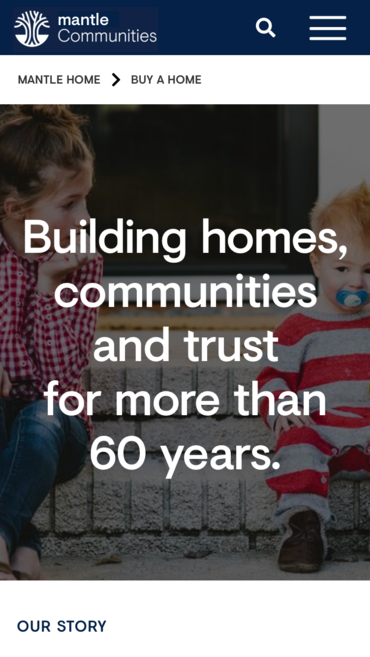 mantle
Communities
MANTLE HOME > BUY A HOME
Building homes,
communities
and trust
for more than
60 years.
OUR STORY